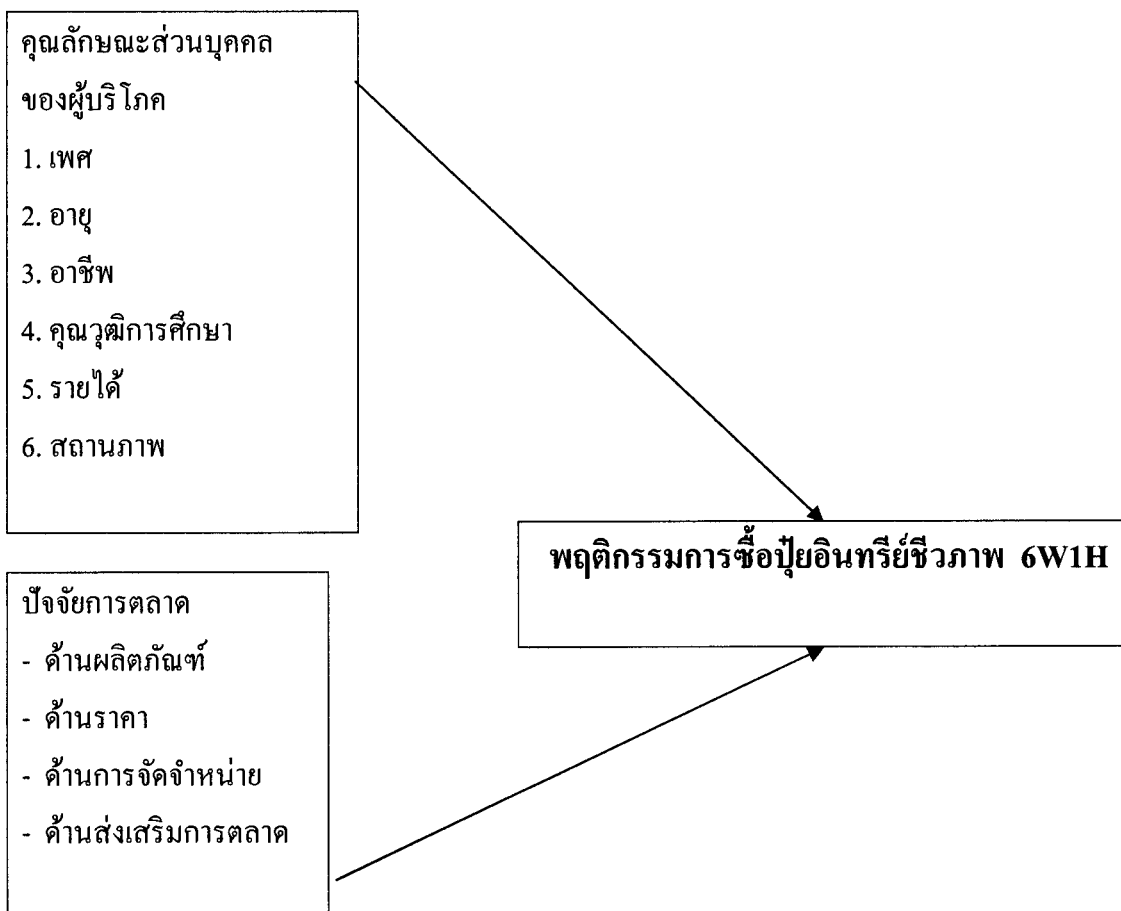 คุณลักษณะส่วนบุคคล
ของผู้บริโภค
1. เพศ
2. อายุ
3. อาชีพ
4. คุณวุฒิการศึกษา
5. รายได้
6. สถานภาพ
พฤติกรรมการซื้อปุ๋ยอินทรีย์ชีวภาพ 6W1H
ปัจจัยการตลาด
- ด้านผลิตภัณฑ์
- ด้านราคา
- ด้านการจัดจำหน่าย
- ด้านส่งเสริมการตลาด